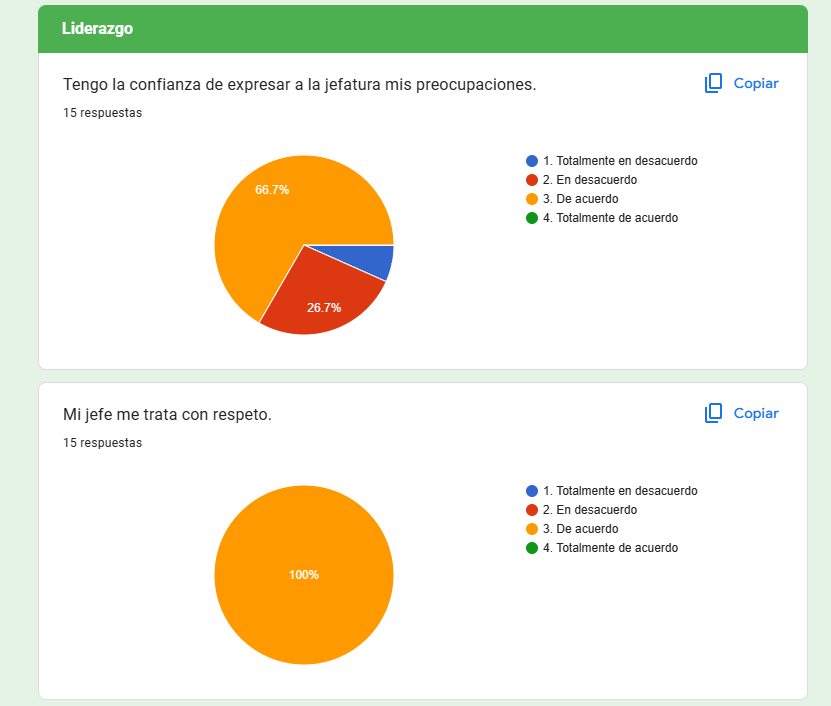 Liderazgo
Tengo la confianza de expresar a la jefatura mis preocupaciones.
Copiar
15 respuestas
1. Totalmente en desacuerdo
2. En desacuerdo
3. De acuerdo
4. Totalmente de acuerdo
66.7%
26.7%
Mi jefe me trata con respeto.
Copiar
15 respuestas
1. Totalmente en desacuerdo
2. En desacuerdo
3. De acuerdo
4. Totalmente de acuerdo
100%